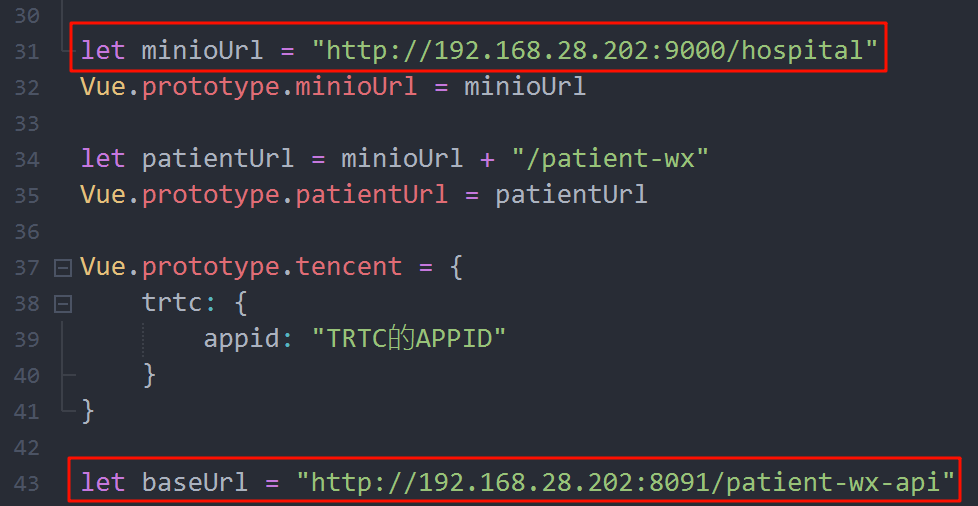 30
31 let minioUrl = "http://192.168.28.202:9000/hospital"
32 Vue.prototype.minioUrl = minioUrl
33
34 let patientUrl = minioUrl + "/patient-wx"
35 Vue.prototype.patientUrl = patientUrl
36
37 Vue.prototype.tencent = {
38     trtc: {
39         appid: "TRTC的APPID"
40     }
41 }
42
43 let baseUrl = "http://192.168.28.202:8091/patient-wx-api"